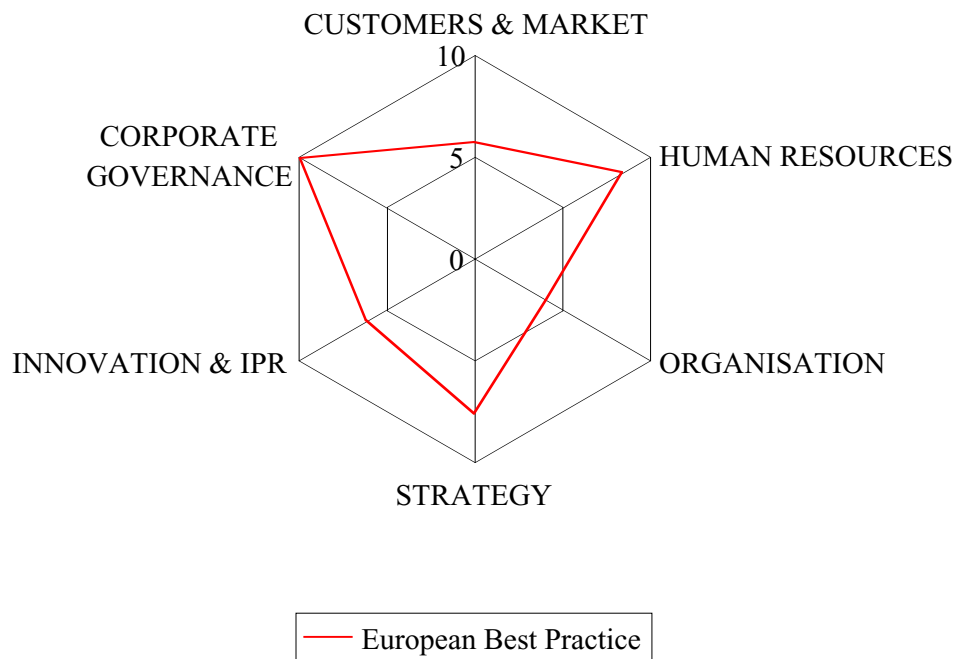 CUSTOMERS & MARKET
10
CORPORATE
GOVERNANCE
5
HUMAN RESOURCES
0
INNOVATION & IPR
ORGANISATION
STRATEGY
European Best Practice